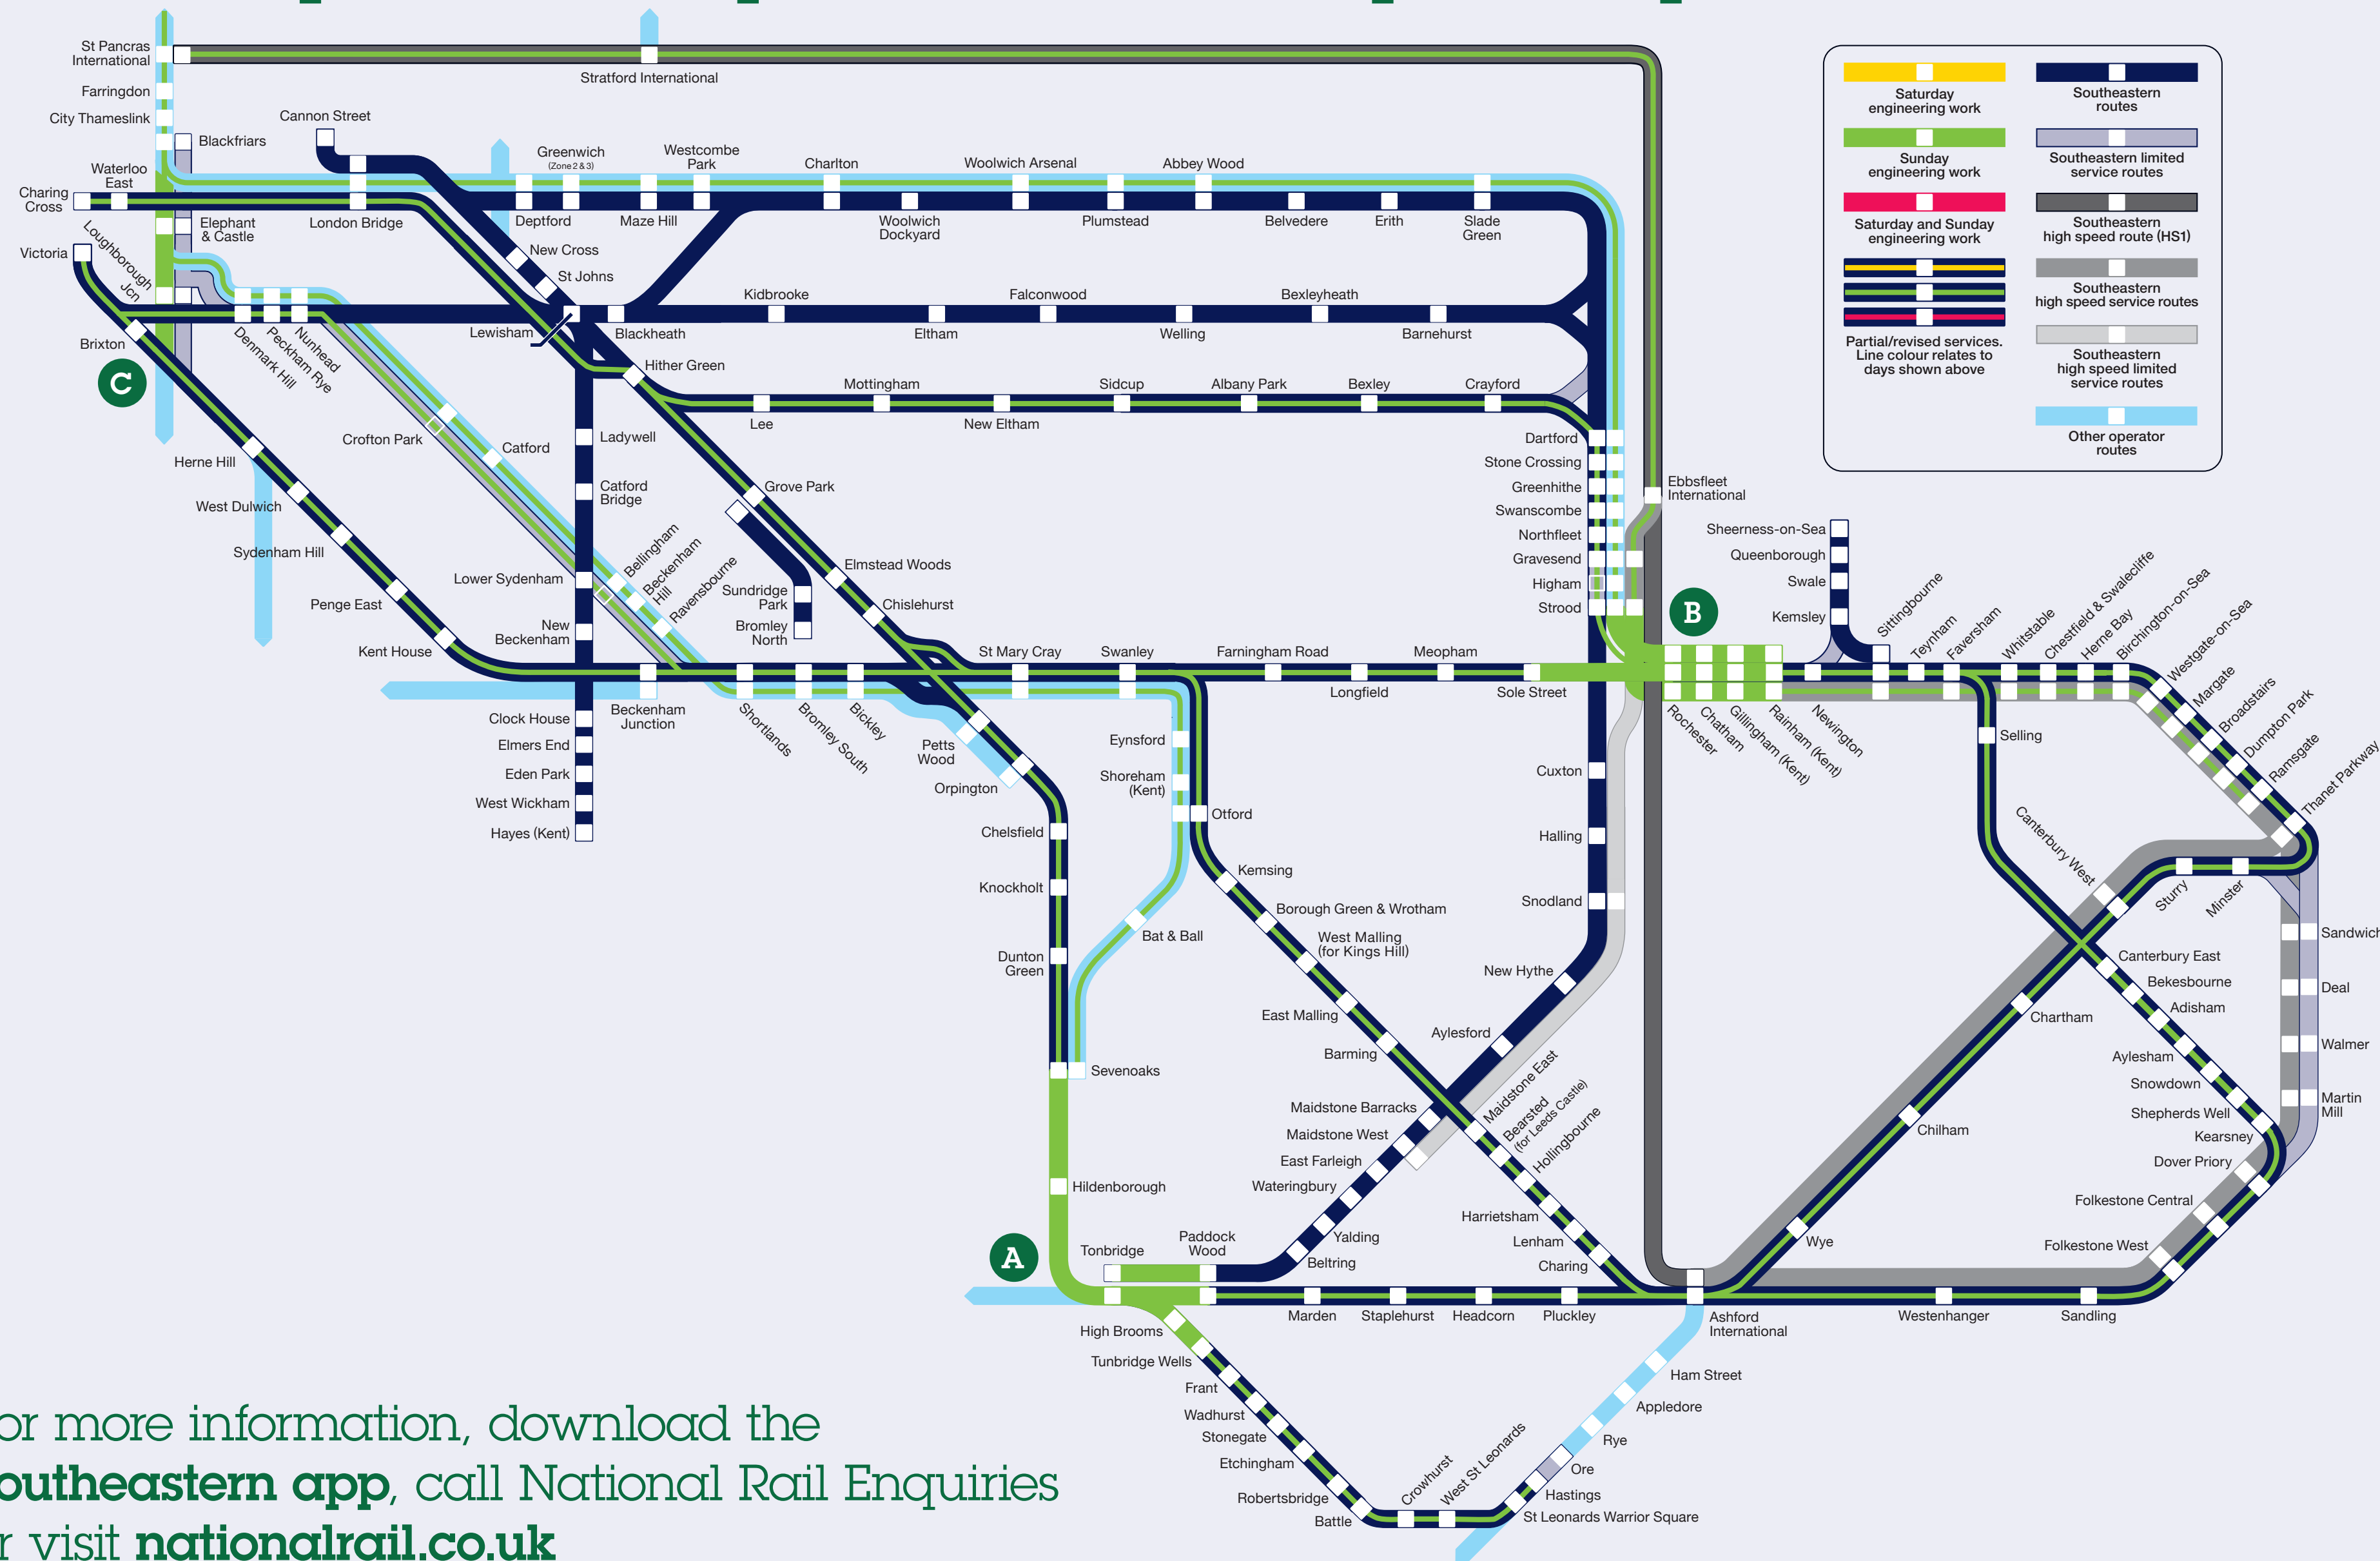 St Pancras
International
Farringdon
City Thameslink
Blackfriars
Stratford International
Cannon Street
Waterloo
East
Charing
Cross
Elephant
& Castle
London Bridge
Loughborough
Jcn
Victoria
Brixton
C
Denmark Hill
Peckham Rye
Nunhead
Greenwich
(Zone 2 & 3)
Deptford
Westcombe
Park
Maze Hill
Charlton
Woolwich
Dockyard
Woolwich Arsenal
Plumstead
Abbey Wood
Belvedere
Erith
Slade
Green
New Cross
St Johns
Lewisham
Blackheath
Kidbrooke
Eltham
Falconwood
Welling
Bexleyheath
Barnehurst
Hither Green
Lee
Mottingham
New Eltham
Sidcup
Albany Park
Bexley
Crayford
Herne Hill
West Dulwich
Sydenham Hill
Penge East
Kent House
Crofton Park
Catford
Bellingham
Beckenham
Hill
Ravensbourne
Ladywell
Catford
Bridge
Lower Sydenham
New
Beckenham
Clock House
Elmers End
Eden Park
West Wickham
Hayes (Kent)
Grove Park
Sundridge
Park
Bromley
North
Elmstead Woods
Chislehurst
Beckenham
Junction
Shortlands
Bromley South
Bickley
Petts
Wood
Orpington
St Mary Cray
Swanley
Farningham Road
Longfield
Meopham
Sole Street
Eynsford
Shoreham
(Kent)
Otford
Bat & Ball
Chelsfield
Knockholt
Dunton
Green
Sevenoaks
Hildenborough
A
Tonbridge
Paddock
Wood
High Brooms
Tunbridge Wells
Frant
Wadhurst
Stonegate
Etchingham
Robertsbridge
Battle
Crowhurst
West St Leonards
St Leonards Warrior Square
Hastings
Ore
Rye
Appledore
Ham Street
Kemsing
Borough Green & Wrotham
West Malling
(for Kings Hill)
East Malling
Barming
Maidstone East
Bearsted
(for Leeds Castle)
Hollingbourne
Harrietsham
Lenham
Charing
Dartford
Stone Crossing
Greenhithe
Swanscombe
Northfleet
Gravesend
Higham
Strood
Cuxton
Halling
Snodland
New Hythe
Aylesford
Maidstone Barracks
Maidstone West
East Farleigh
Wateringbury
Yalding
Beltring
Marden
Staplehurst
Headcorn
Pluckley
Ashford
International
Westenhanger
Sandling
Folkestone West
Folkestone Central
Dover Priory
Ebbsfleet
International
B
Rochester
Chatham
Gillingham (Kent)
Rainham (Kent)
Newington
Sheerness-on-Sea
Queenborough
Swale
Kemsley
Sittingbourne
Teynham
Faversham
Whitstable
Chestfield & Swalecliffe
Herne Bay
Birchington-on-Sea
Westgate-on-Sea
Margate
Broadstairs
Dumpton Park
Ramsgate
Thanet Parkway
Selling
Canterbury West
Sturry
Minster
Canterbury East
Bekesbourne
Adisham
Aylesham
Snowdown
Shepherds Well
Kearsney
Chartham
Chilham
Wye
Sandwich
Deal
Walmer
Martin
Mill
Saturday
engineering work
Sunday
engineering work
Saturday and Sunday
engineering work
Partial/revised services.
Line colour relates to
days shown above
Southeastern
routes
Southeastern limited
service routes
Southeastern
high speed route (HS1)
Southeastern
high speed service routes
Southeastern
high speed limited
service routes
Other operator
routes
or more information, download the
outheastern app, call National Rail Enquiries
r visit nationalrail.co.uk